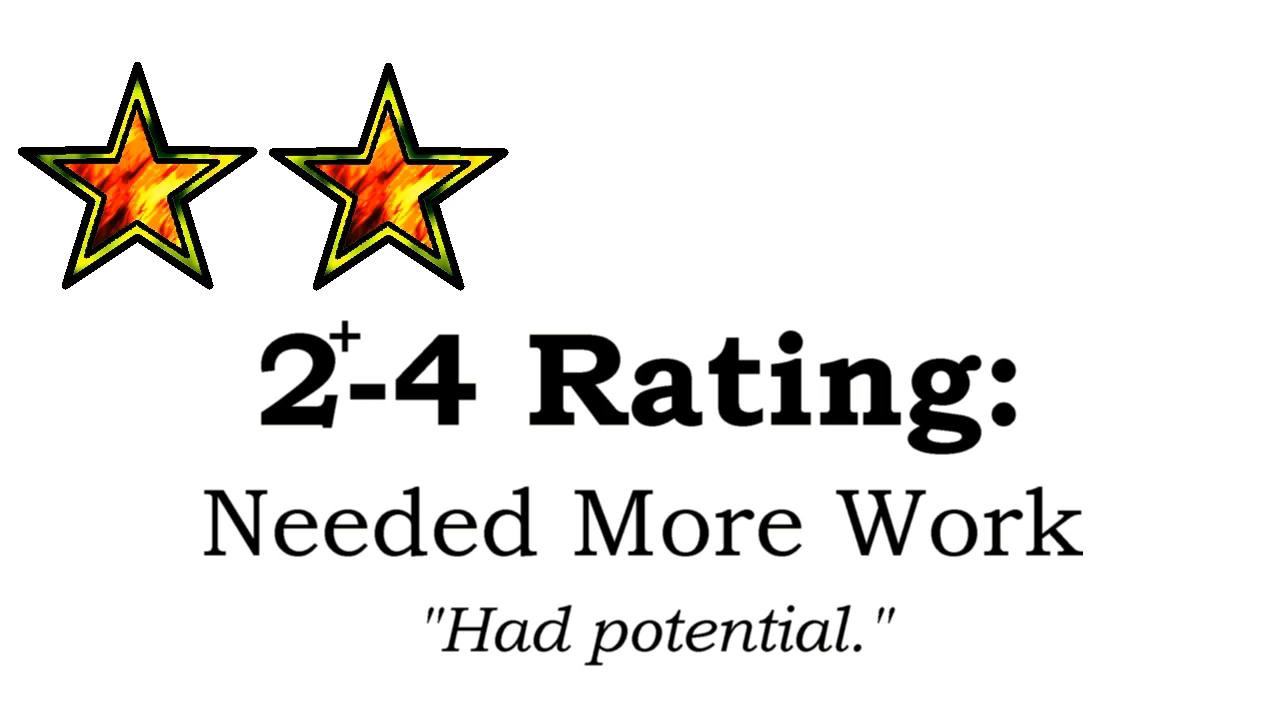 2⁺-4 Rating:
Needed More Work
"Had potential."